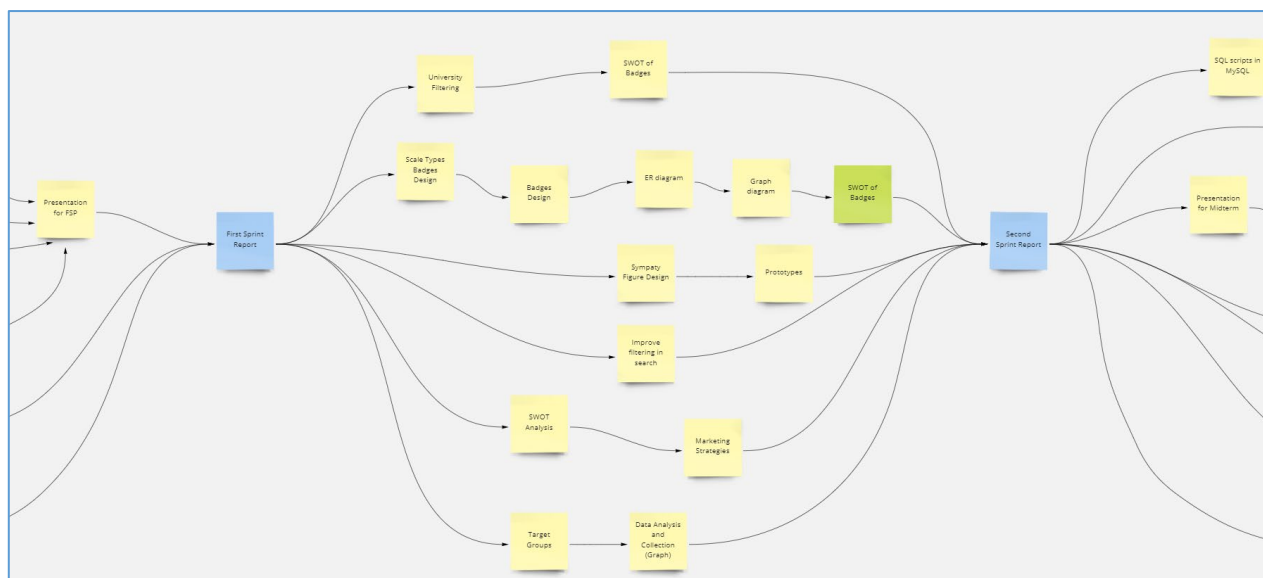 Presentation
for FSP
First Sprint
Report
University
Filtering
SWOT of
Badges
Scale Types
Badges
Design
Badges
Design
ER diagram
Graph
diagram
SWOT of
Badges
Sympaty
Figure Design
Prototypes
Improve
filtering in
search
SWOT
Analysis
Marketing
Strategies
Target
Groups
Data Analysis
and
Collection
(Graph)
Second
Sprint Report
SQL scripts in
MySQL
Presentation
for Midterm